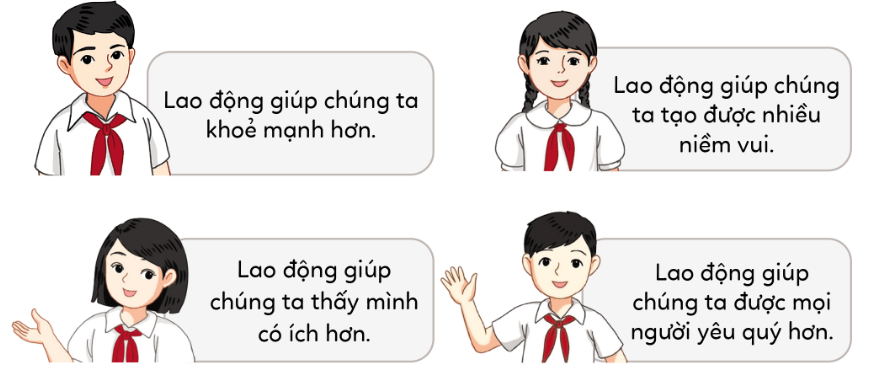 Lao động giúp chúng ta
khoẻ mạnh hơn.
Lao động giúp chúng
ta tạo được nhiều
niềm vui.
Lao động giúp
chúng ta thấy mình
có ích hơn.
Lao động giúp
chúng ta được mọi
người yêu quý hơn.